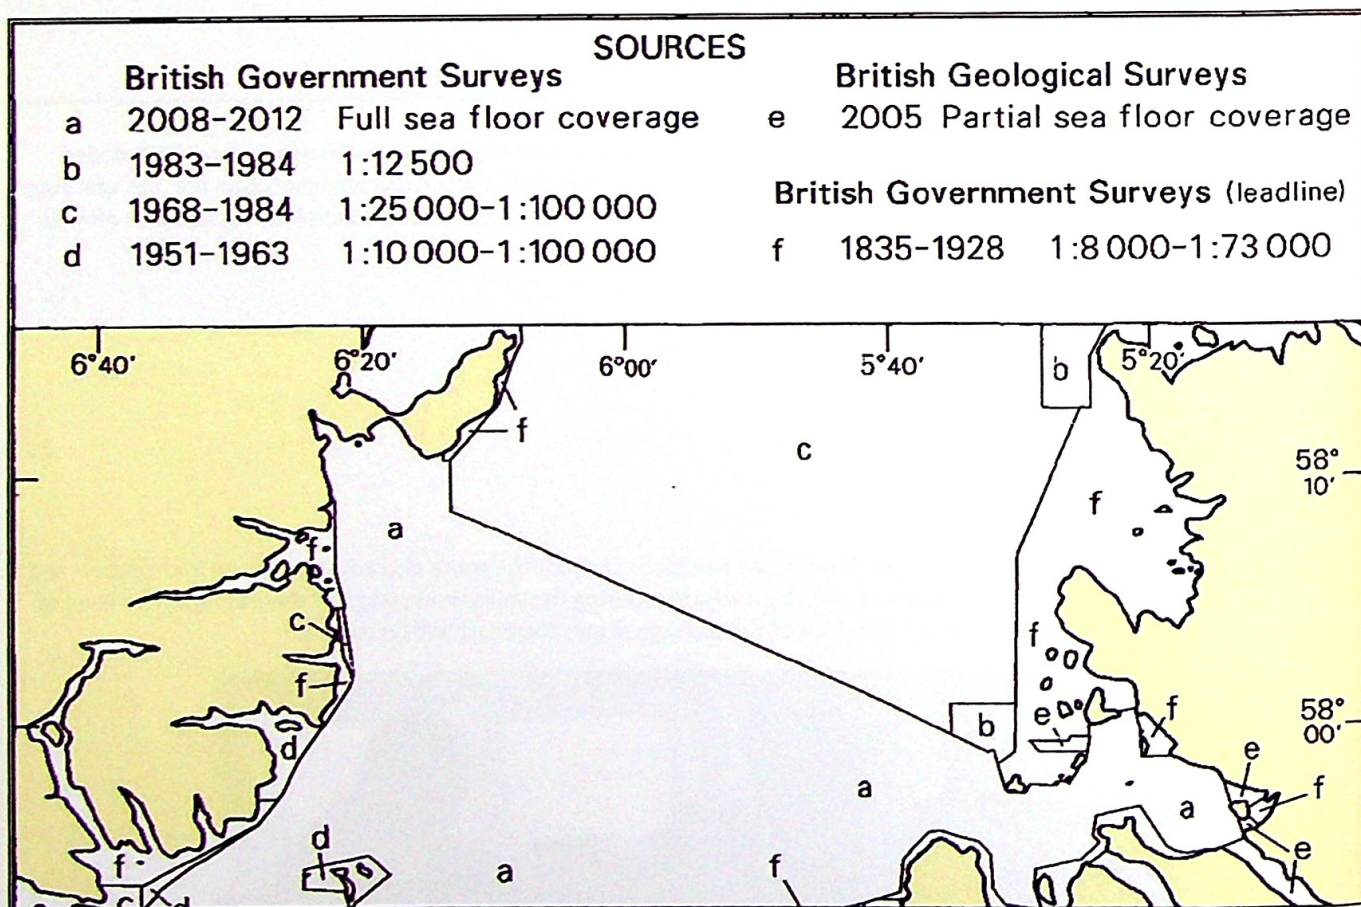 SOURCES
British Government Surveys
a 2008–2012 Full sea floor coverage
b 1983–1984 1:12 500
c 1968–1984 1:25 000–1:100 000
d 1951–1963 1:10 000–1:100 000
British Geological Surveys
e 2005 Partial sea floor coverage
British Government Surveys (leadline)
f 1835–1928 1:8 000–1:73 000
6°40′ 6°20′ 6°00′ 5°40′ 5°20′
b
f
c
58°
10′
a
f
f
c
f
f
e
f
58°
00′
b
d
e
f
a
a
d
e
f
a
f
c
d